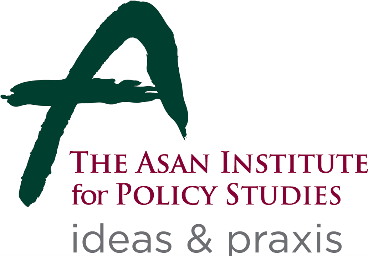 THE ASAN INSTITUTE
for POLICY STUDIES
ideas & praxis